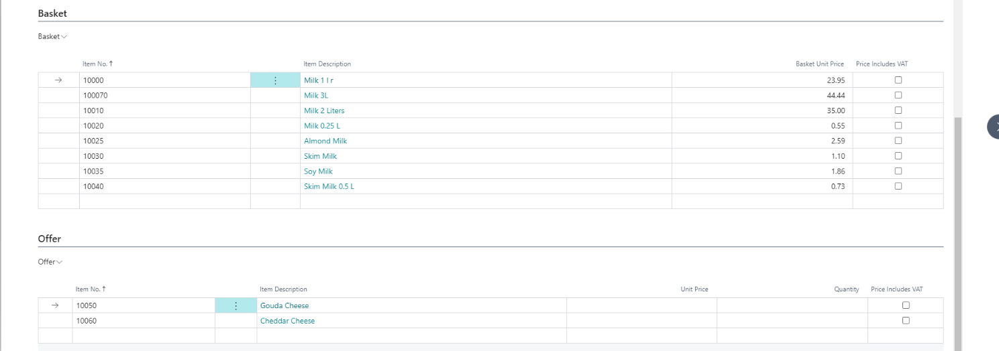 Basket
Basket
Item No. ↑ Item Description Basket Unit Price Price Includes VAT
10000 Milk 1 l r 23.95
100070 Milk 3L 44.44
10010 Milk 2 Liters 35.00
10020 Milk 0.25 L 0.55
10025 Almond Milk 2.59
10030 Skim Milk 1.10
10035 Soy Milk 1.86
10040 Skim Milk 0.5 L 0.73
Offer
Offer
Item No. ↑ Item Description Unit Price Quantity Price Includes VAT
10050 Gouda Cheese
10060 Cheddar Cheese